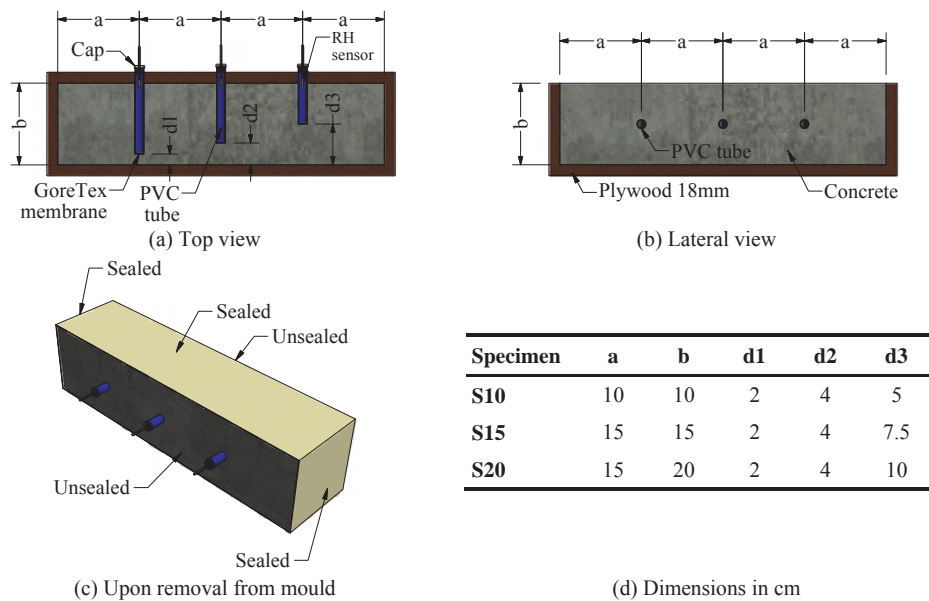 a a a a
Cap
RH
sensor
b
d1
d2
d3
GoreTex
membrane
PVC
tube
(a) Top view
a a a a
b
PVC tube
Plywood 18mm
Concrete
(b) Lateral view
Sealed
Sealed
Unsealed
Unsealed
Sealed
(c) Upon removal from mould
Specimen a b d1 d2 d3
S10 10 10 2 4 5
S15 15 15 2 4 7.5
S20 15 20 2 4 10
(d) Dimensions in cm